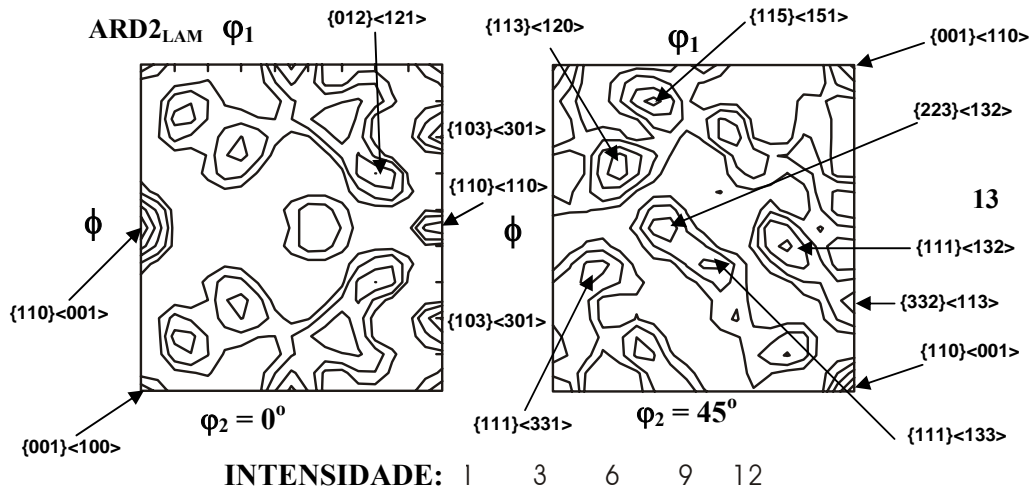 ARD2LAM φ1
{012}<121>
{103}<301>
{110}<110>
ϕ
{110}<001>
{103}<301>
{001}<100>
φ2 = 0o
{113}<120>
φ1
{115}<151>
{001}<110>
{223}<132>
13
ϕ
{111}<132>
{332}<113>
{110}<001>
{111}<331>
φ2 = 45o
{111}<133>
INTENSIDADE: 1 3 6 9 12